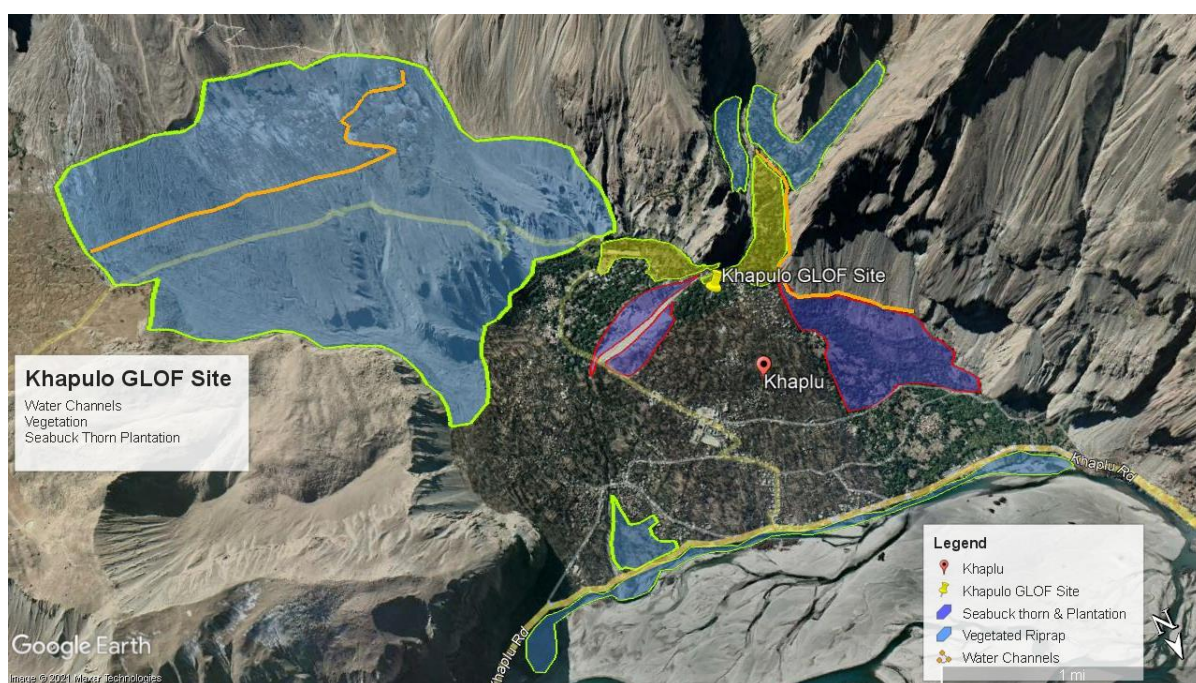 Khapulo GLOF Site
Khaplu
Khapulo GLOF Site
Water Channels
Vegetation
Seabuck Thorn Plantation
Khaplu Rd
Khaplu Rd
Legend
Khaplu
Khapulo GLOF Site
Seabuck thorn & Plantation
Vegetated Riprap
Water Channels
N
1 mi
Google Earth
Image © 2021 Maxar Technologies